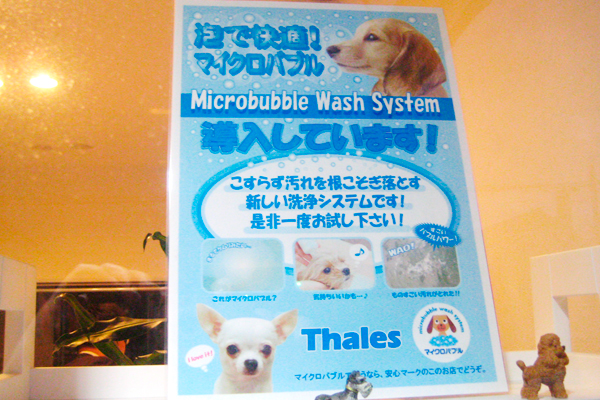 泡で快適!
マイクロバブル
Microbubble Wash System
導入しています!
こすらず汚れを根こそぎ落とす
新しい洗浄システムです!
是非一度お試し下さい!
すごい
バブルパワー!
WAO!
これがマイクロバブル?
気持ちいいかも…♪
ものすごい汚れがとれた!!
I love it!
Thales
microbubble wash system
マイクロバブル
マイクロバブルで
なら、安心マークのこのお店でどうぞ。